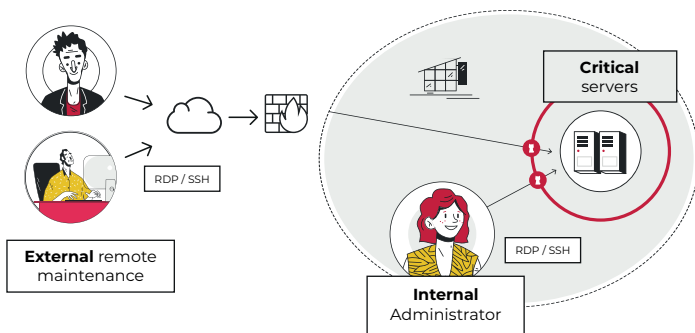 RDP / SSH
External remote
maintenance
Critical
servers
RDP / SSH
Internal
Administrator